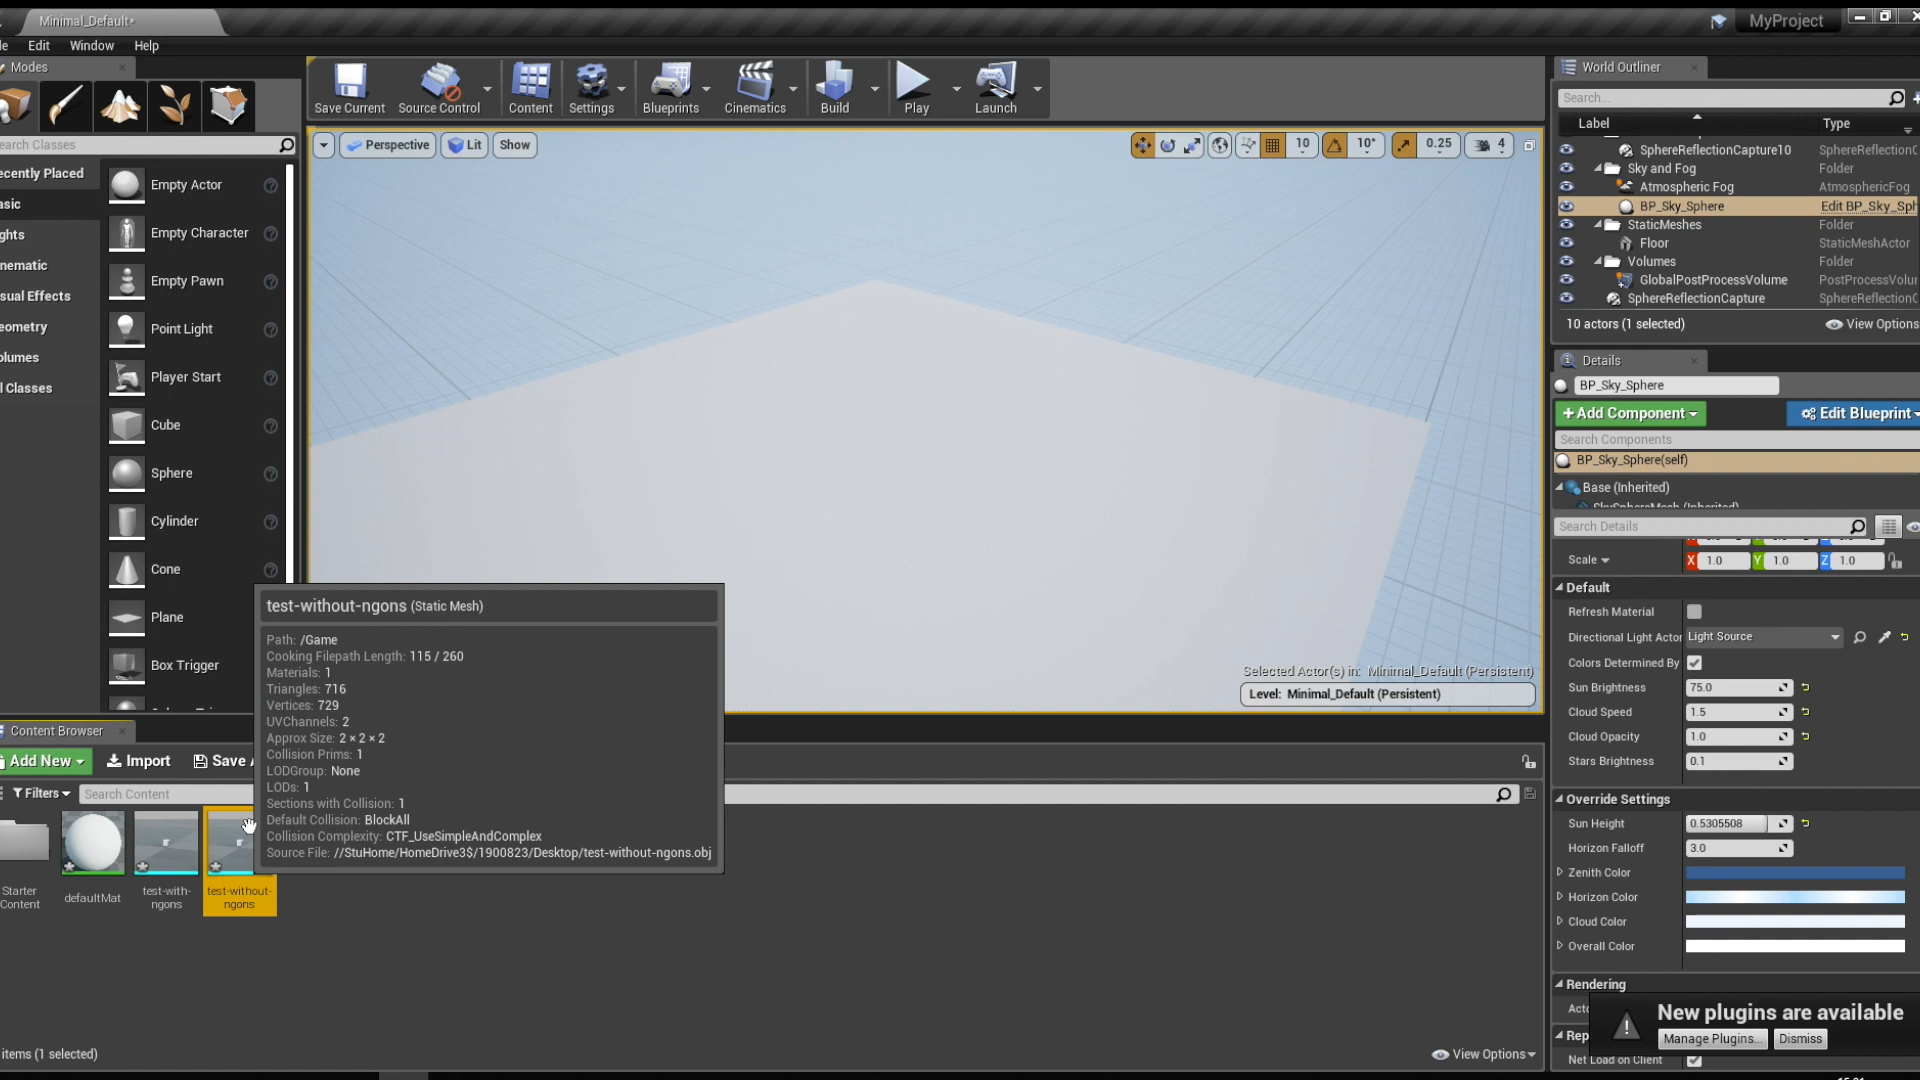 Minimal_Default*
MyProject
Edit
Window
Help
Modes
Save Current
Source Control
Content
Settings
Blueprints
Cinematics
Build
Play
Launch
World Outliner
Search...
Label
Type
SphereReflectionCapture10
SphereReflectionC
Sky and Fog
Folder
Atmospheric Fog
AtmosphericFog
BP_Sky_Sphere
Edit BP_Sky_Sph
StaticMeshes
Folder
Floor
StaticMeshActor
Volumes
Folder
GlobalPostProcessVolume
PostProcessVolur
SphereReflectionCapture
SphereReflectionC
10 actors (1 selected)
View Options
earch Classes
ecently Placed
asic
ghts
nematic
sual Effects
eometry
olumes
l Classes
Empty Actor
Empty Character
Empty Pawn
Point Light
Player Start
Cube
Sphere
Cylinder
Cone
Plane
Box Trigger
Perspective
Lit
Show
10
10°
0.25
4
Selected Actor(s) in: Minimal_Default (Persistent)
Level: Minimal_Default (Persistent)
test-without-ngons (Static Mesh)
Path: /Game
Cooking Filepath Length: 115 / 260
Materials: 1
Triangles: 716
Vertices: 729
UVChannels: 2
Approx Size: 2 × 2 × 2
Collision Prims: 1
LODGroup: None
LODs: 1
Sections with Collision: 1
Default Collision: BlockAll
Collision Complexity: CTF_UseSimpleAndComplex
Source File: //StuHome/HomeDrive3$/1900823/Desktop/test-without-ngons.obj
Content Browser
Add New
Import
Save A
Filters
Search Content
Starter
Content
defaultMat
test-with-
ngons
test-without-
ngons
items (1 selected)
View Options
Details
BP_Sky_Sphere
+Add Component
Edit Blueprint
Search Components
BP_Sky_Sphere(self)
Base (Inherited)
SkySphereMesh (Inherited)
Search Details
Scale
X 1.0
Y 1.0
Z 1.0
Default
Refresh Material
Directional Light Actor
Light Source
Colors Determined By
Sun Brightness
75.0
Cloud Speed
1.5
Cloud Opacity
1.0
Stars Brightness
0.1
Override Settings
Sun Height
0.5305508
Horizon Falloff
3.0
Zenith Color
Horizon Color
Cloud Color
Overall Color
Rendering
Actc
Rep
Net Load on Client
New plugins are available
Manage Plugins...
Dismiss